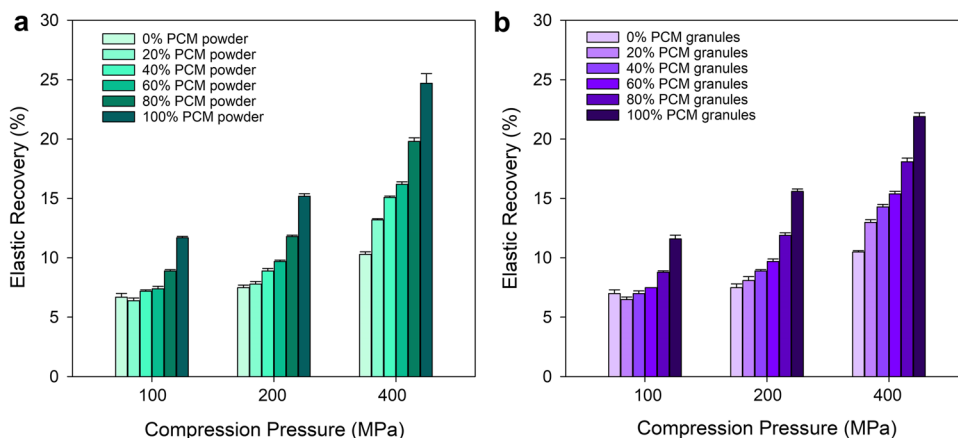 a
0% PCM powder
20% PCM powder
40% PCM powder
60% PCM powder
80% PCM powder
100% PCM powder
Elastic Recovery (%)
30
25
20
15
10
5
0
100
200
400
Compression Pressure (MPa)
b
0% PCM granules
20% PCM granules
40% PCM granules
60% PCM granules
80% PCM granules
100% PCM granules
Elastic Recovery (%)
30
25
20
15
10
5
0
100
200
400
Compression Pressure (MPa)